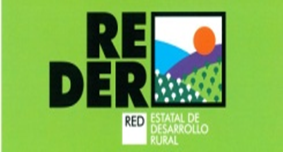 RE
DER
RED ESTATAL DE
DESARROLLO
RURAL